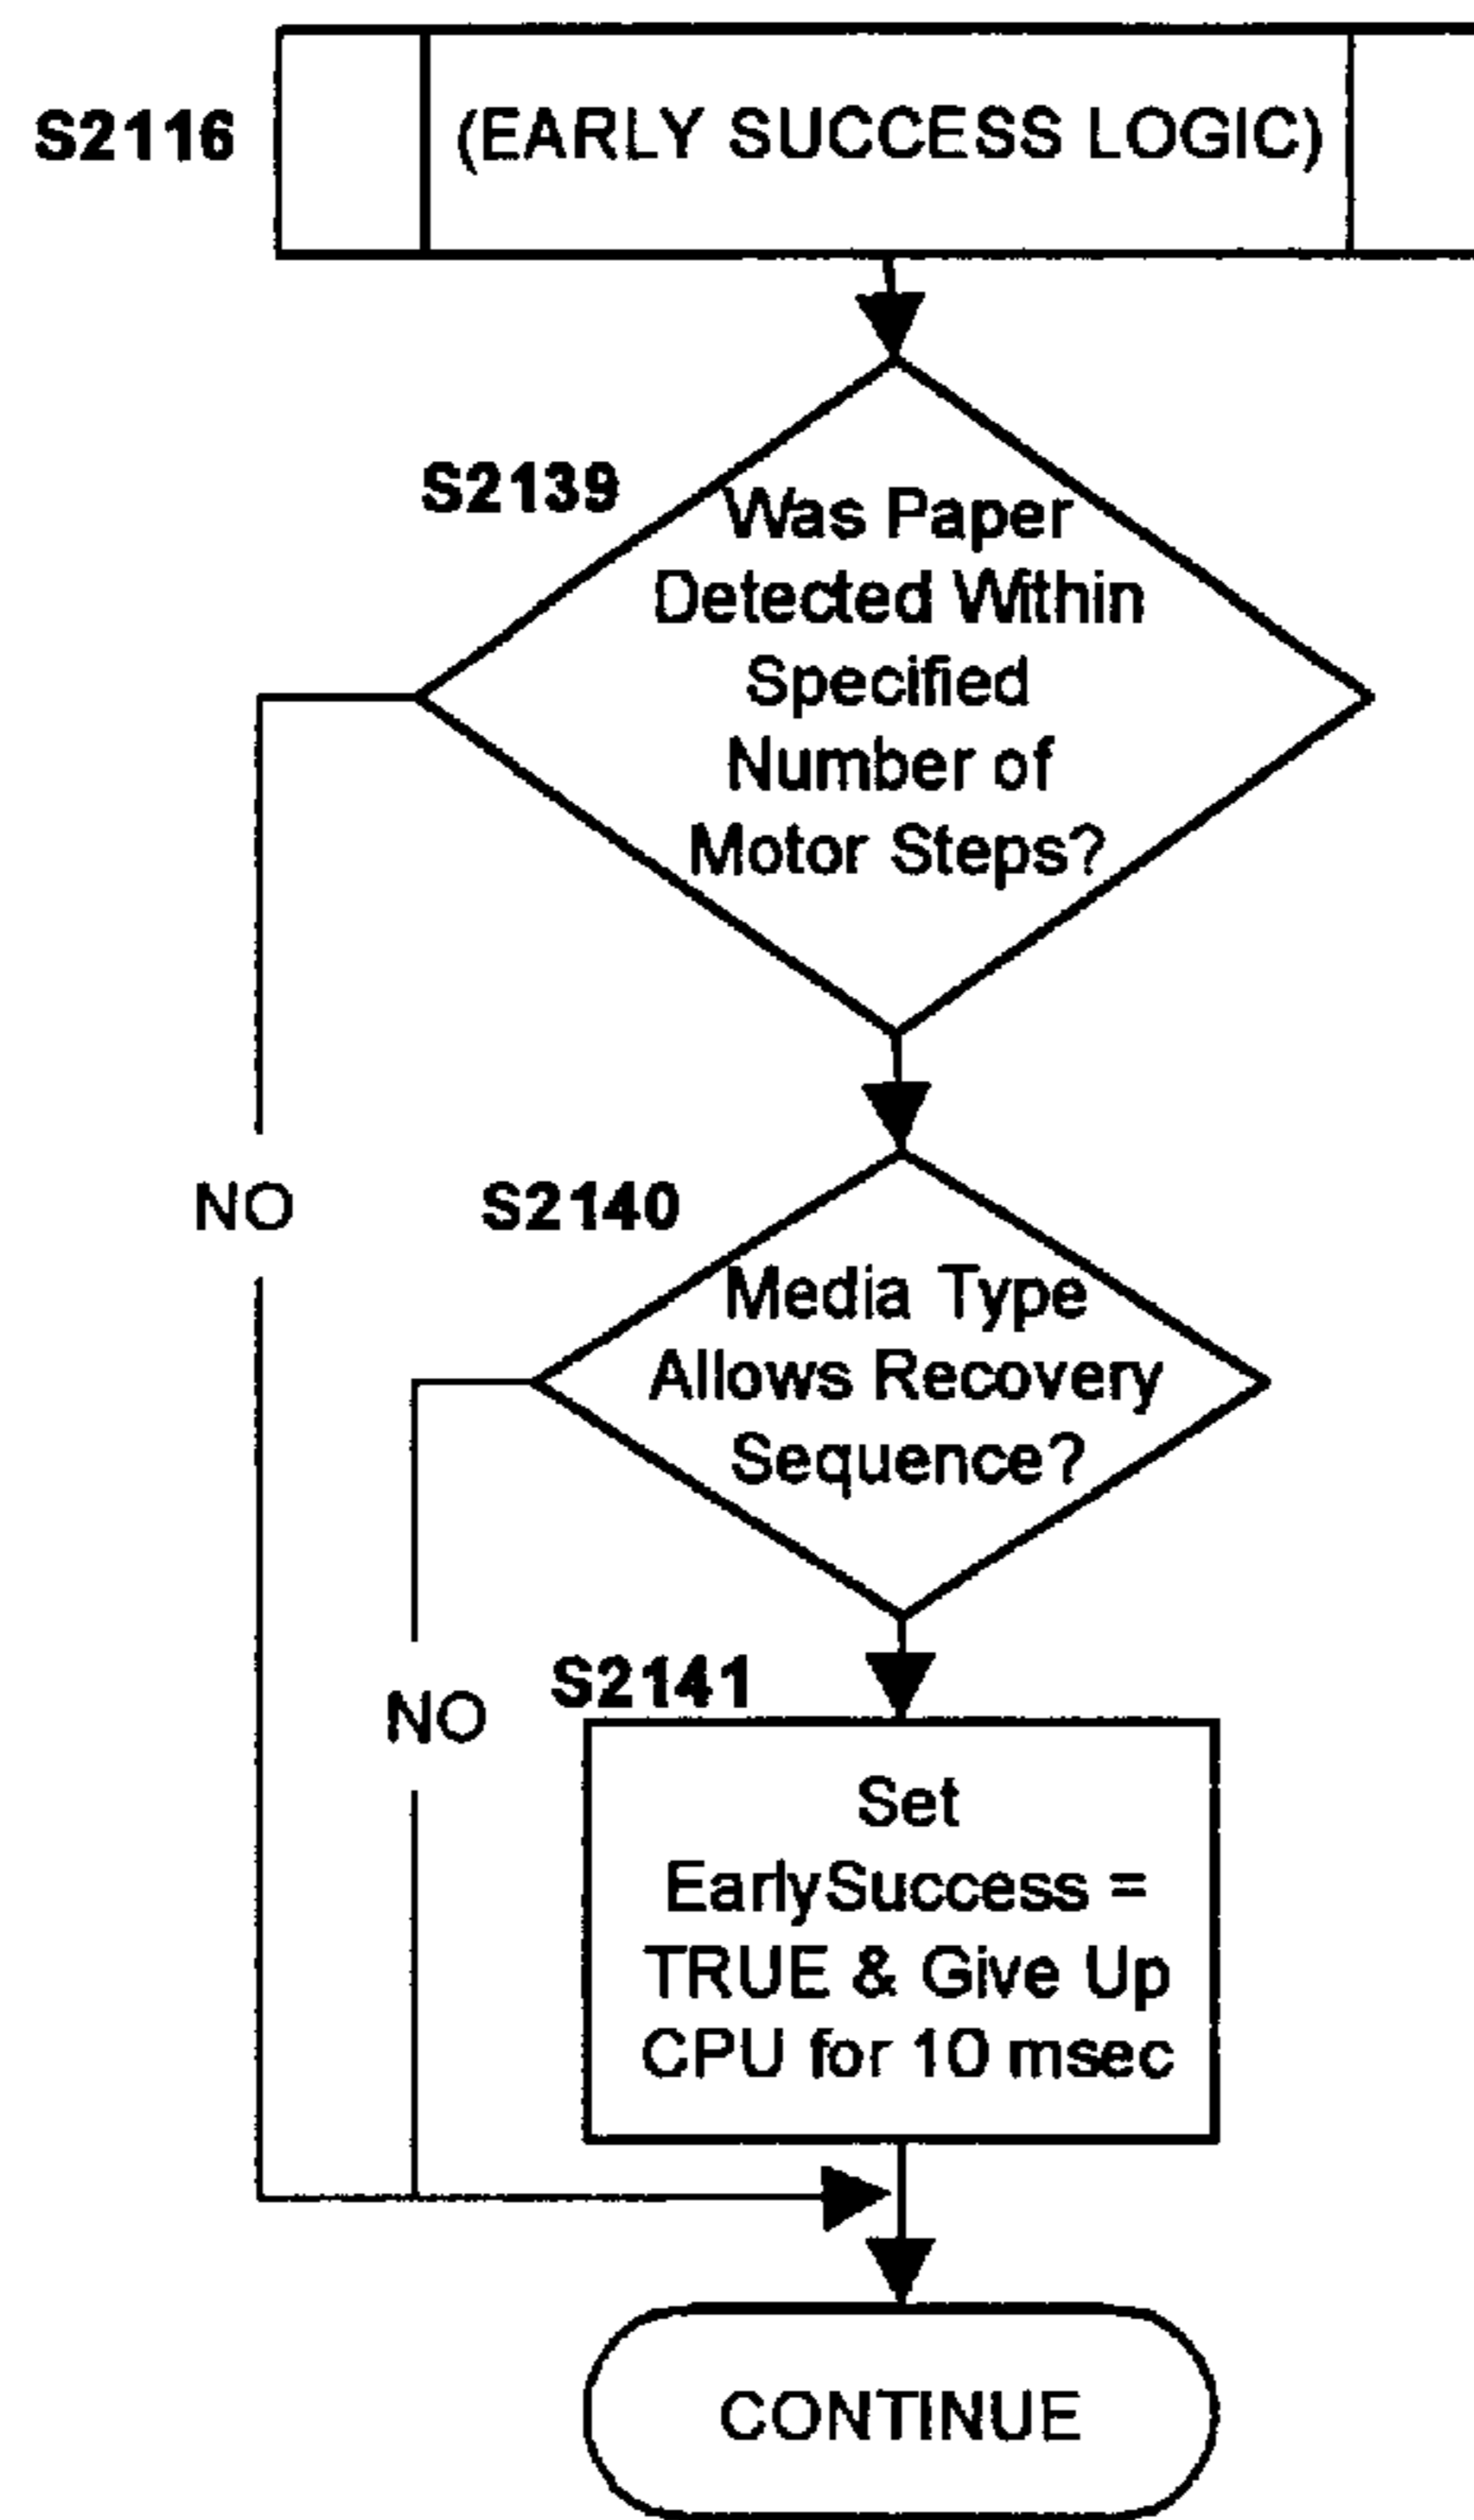 S2116
(EARLY SUCCESS LOGIC)
S2139
Was Paper
Detected Within
Specified
Number of
Motor Steps?
NO
S2140
Media Type
Allows Recovery
Sequence?
NO
S2141
Set
EarlySuccess =
TRUE & Give Up
CPU for 10 msec
CONTINUE